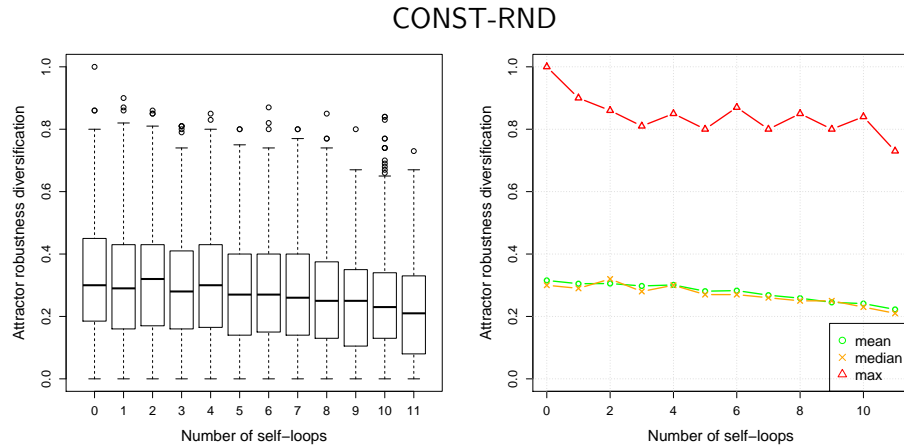 CONST-RND
Attractor robustness diversification
1.0
0.8
0.6
0.4
0.2
0.0
0 1 2 3 4 5 6 7 8 9 10 11
Number of self-loops
Attractor robustness diversification
1.0
0.8
0.6
0.4
0.2
0.0
mean
median
max
0 2 4 6 8 10
Number of self-loops